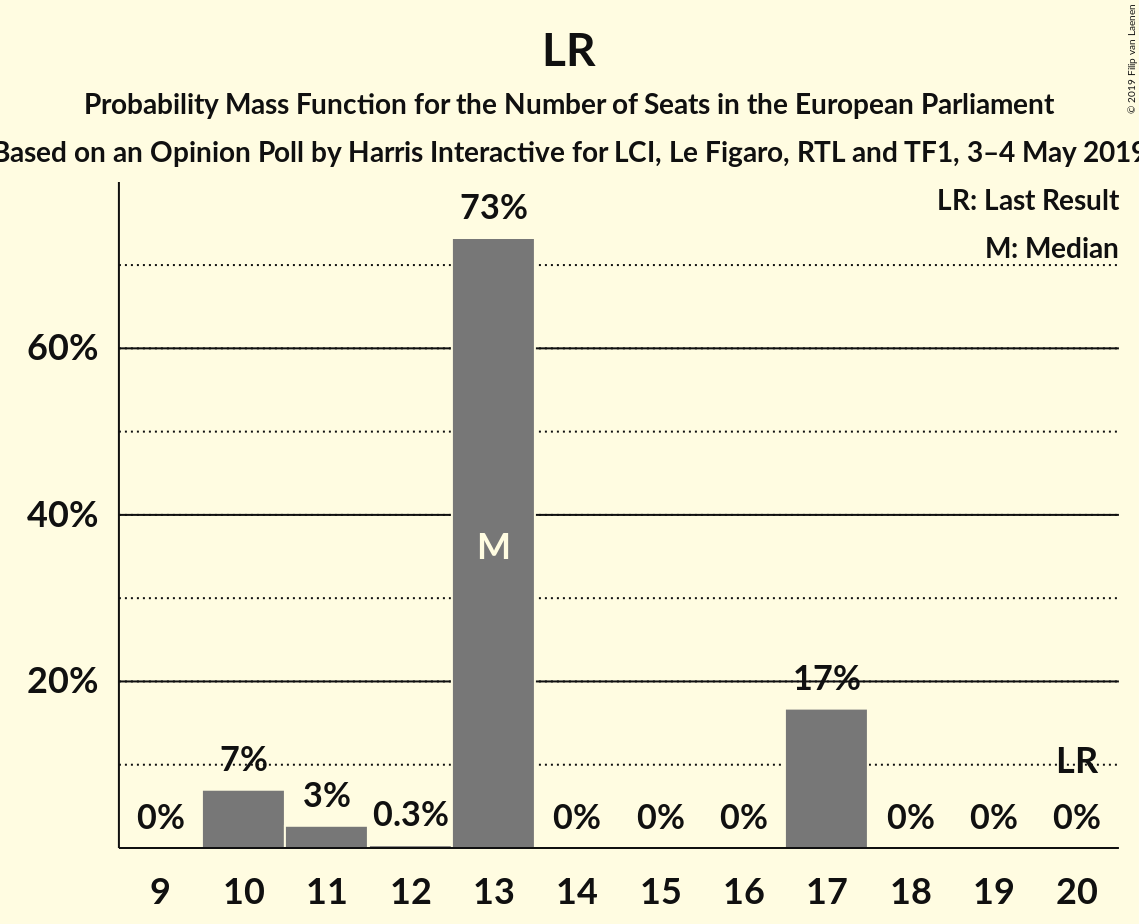 © 2019 Filip van Laenen
LR
Probability Mass Function for the Number of Seats in the European Parliament
Based on an Opinion Poll by Harris Interactive for LCI, Le Figaro, RTL and TF1, 3–4 May 2019
LR: Last Result
M: Median
73%
60%
40%
M
20%
17%
7%
LR
3%
0%
0.3%
0%
0%
0%
0%
0%
0%
9 10 11 12 13 14 15 16 17 18 19 20